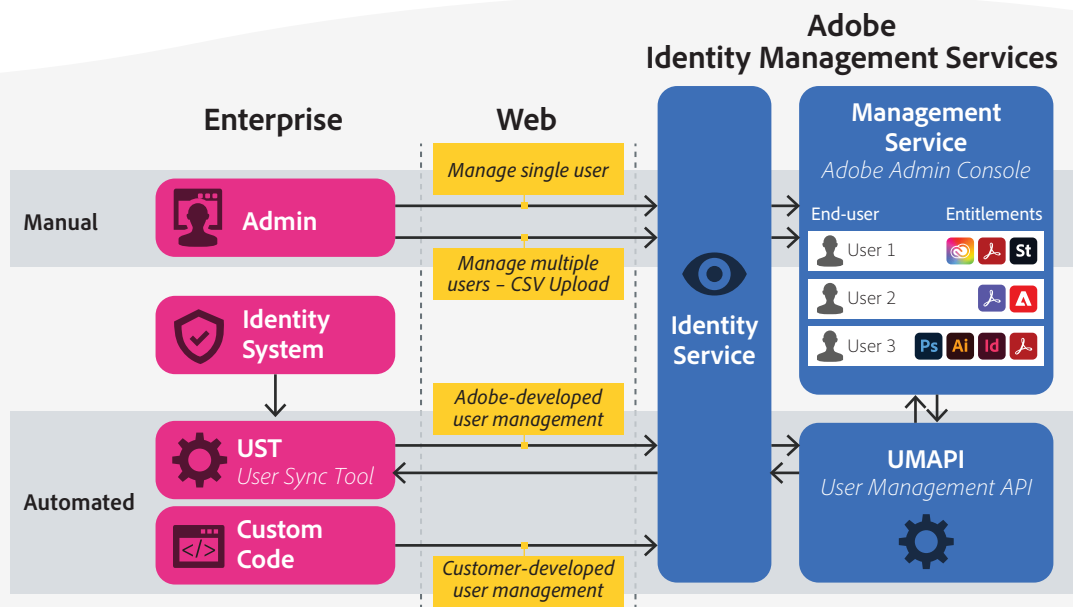 Adobe
Identity Management Services
Enterprise
Web
Management
Service
Adobe Admin Console
Manual
Admin
Manage single user
Manage multiple
users – CSV Upload
End-user
Entitlements
User 1
St
User 2
User 3
Ps
Ai
Id
Identity
System
Identity
Service
Automated
UST
User Sync Tool
Adobe-developed
user management
UMAPI
User Management API
</>
Custom
Code
Customer-developed
user management